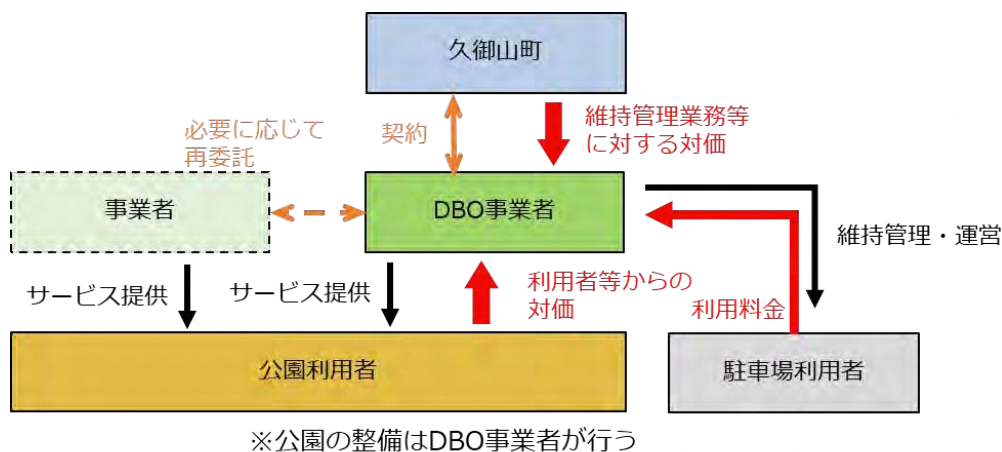 久御山町
必要に応じて
再委託
契約
維持管理業務等
に対する対価
事業者
DBO事業者
維持管理・運営
サービス提供
サービス提供
利用者等からの
対価
利用料金
公園利用者
駐車場利用者
※公園の整備はDBO事業者が行う